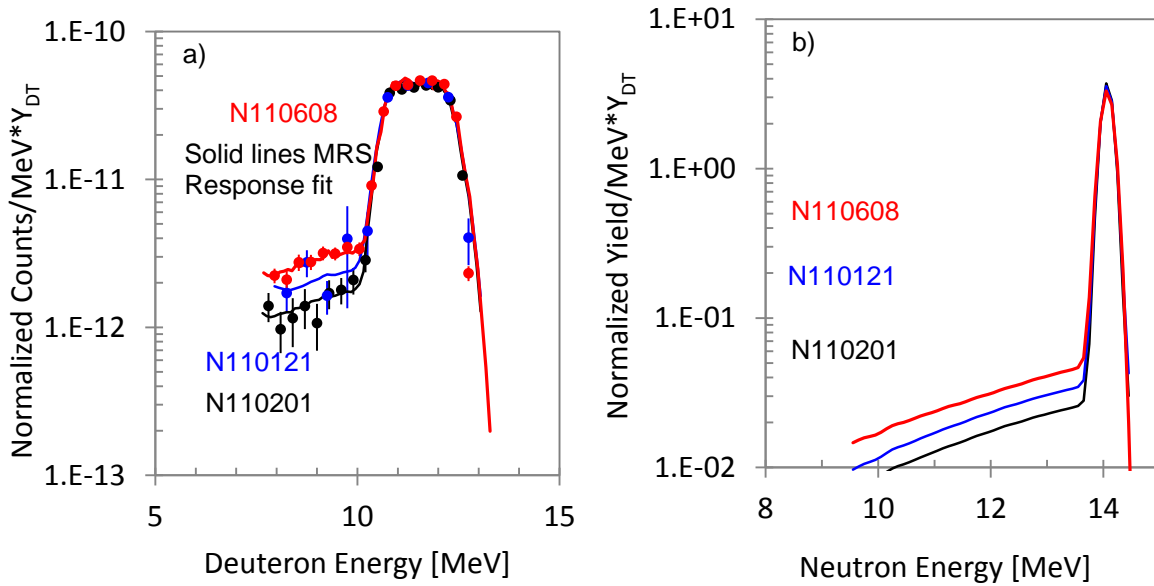 a)
N110608
Solid lines MRS
Response fit
N110121
N110201
1.E-10
1.E-11
1.E-12
1.E-13
5
10
15
Normalized Counts/MeV*Y_DT
Deuteron Energy [MeV]
b)
N110608
N110121
N110201
1.E+01
1.E+00
1.E-01
1.E-02
8
10
12
14
Normalized Yield/MeV*Y_DT
Neutron Energy [MeV]